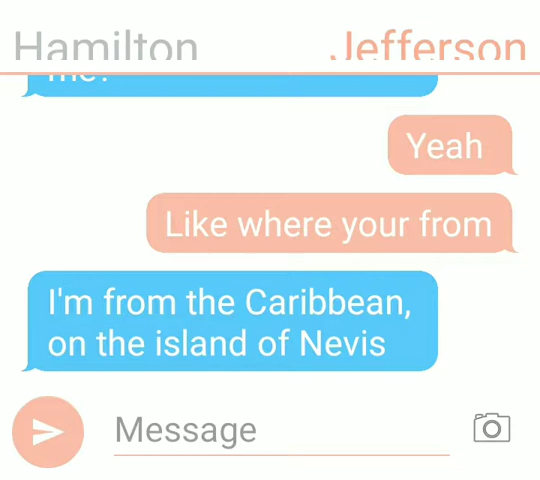 Hamilton Jefferson
Yeah
Like where your from
I'm from the Caribbean,
on the island of Nevis
Message